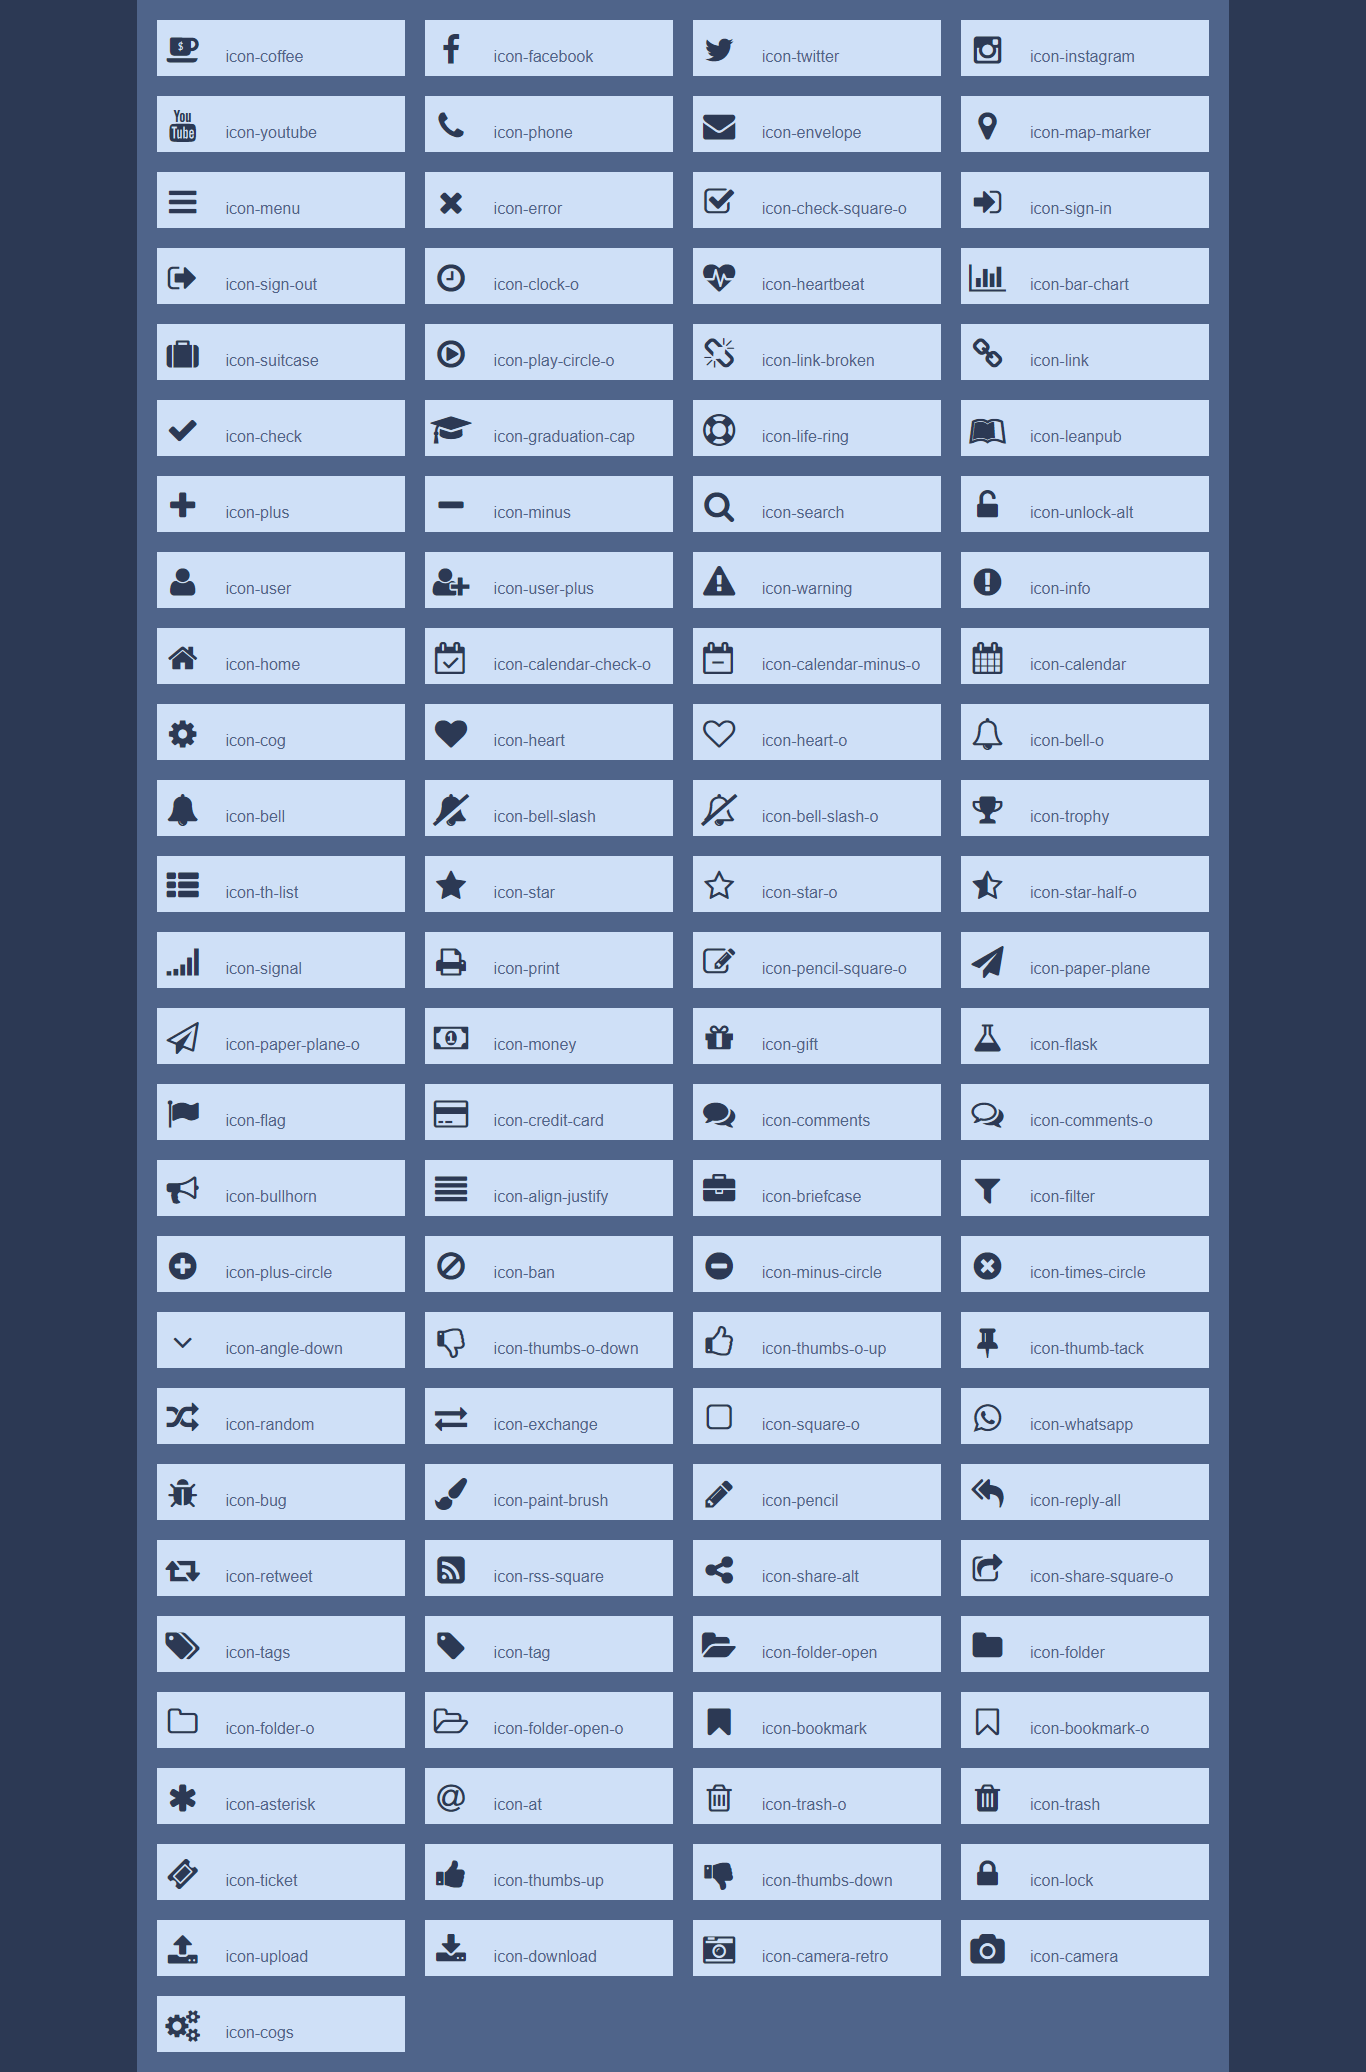 $ icon-coffee
icon-facebook
icon-twitter
icon-instagram
You Tube icon-youtube
icon-phone
icon-envelope
icon-map-marker
icon-menu
icon-error
icon-check-square-o
icon-sign-in
icon-sign-out
icon-clock-o
icon-heartbeat
icon-bar-chart
icon-suitcase
icon-play-circle-o
icon-link-broken
icon-link
icon-check
icon-graduation-cap
icon-life-ring
icon-leanpub
icon-plus
icon-minus
icon-search
icon-unlock-alt
icon-user
icon-user-plus
icon-warning
icon-info
icon-home
icon-calendar-check-o
icon-calendar-minus-o
icon-calendar
icon-cog
icon-heart
icon-heart-o
icon-bell-o
icon-bell
icon-bell-slash
icon-bell-slash-o
icon-trophy
icon-th-list
icon-star
icon-star-o
icon-star-half-o
icon-signal
icon-print
icon-pencil-square-o
icon-paper-plane
icon-paper-plane-o
1 icon-money
icon-gift
icon-flask
icon-flag
icon-credit-card
icon-comments
icon-comments-o
icon-bullhorn
icon-align-justify
icon-briefcase
icon-filter
icon-plus-circle
icon-ban
icon-minus-circle
icon-times-circle
icon-angle-down
icon-thumbs-o-down
icon-thumbs-o-up
icon-thumb-tack
icon-random
icon-exchange
icon-square-o
icon-whatsapp
icon-bug
icon-paint-brush
icon-pencil
icon-reply-all
icon-retweet
icon-rss-square
icon-share-alt
icon-share-square-o
icon-tags
icon-tag
icon-folder-open
icon-folder
icon-folder-o
icon-folder-open-o
icon-bookmark
icon-bookmark-o
icon-asterisk
@ icon-at
icon-trash-o
icon-trash
icon-ticket
icon-thumbs-up
icon-thumbs-down
icon-lock
icon-upload
icon-download
icon-camera-retro
icon-camera
icon-cogs